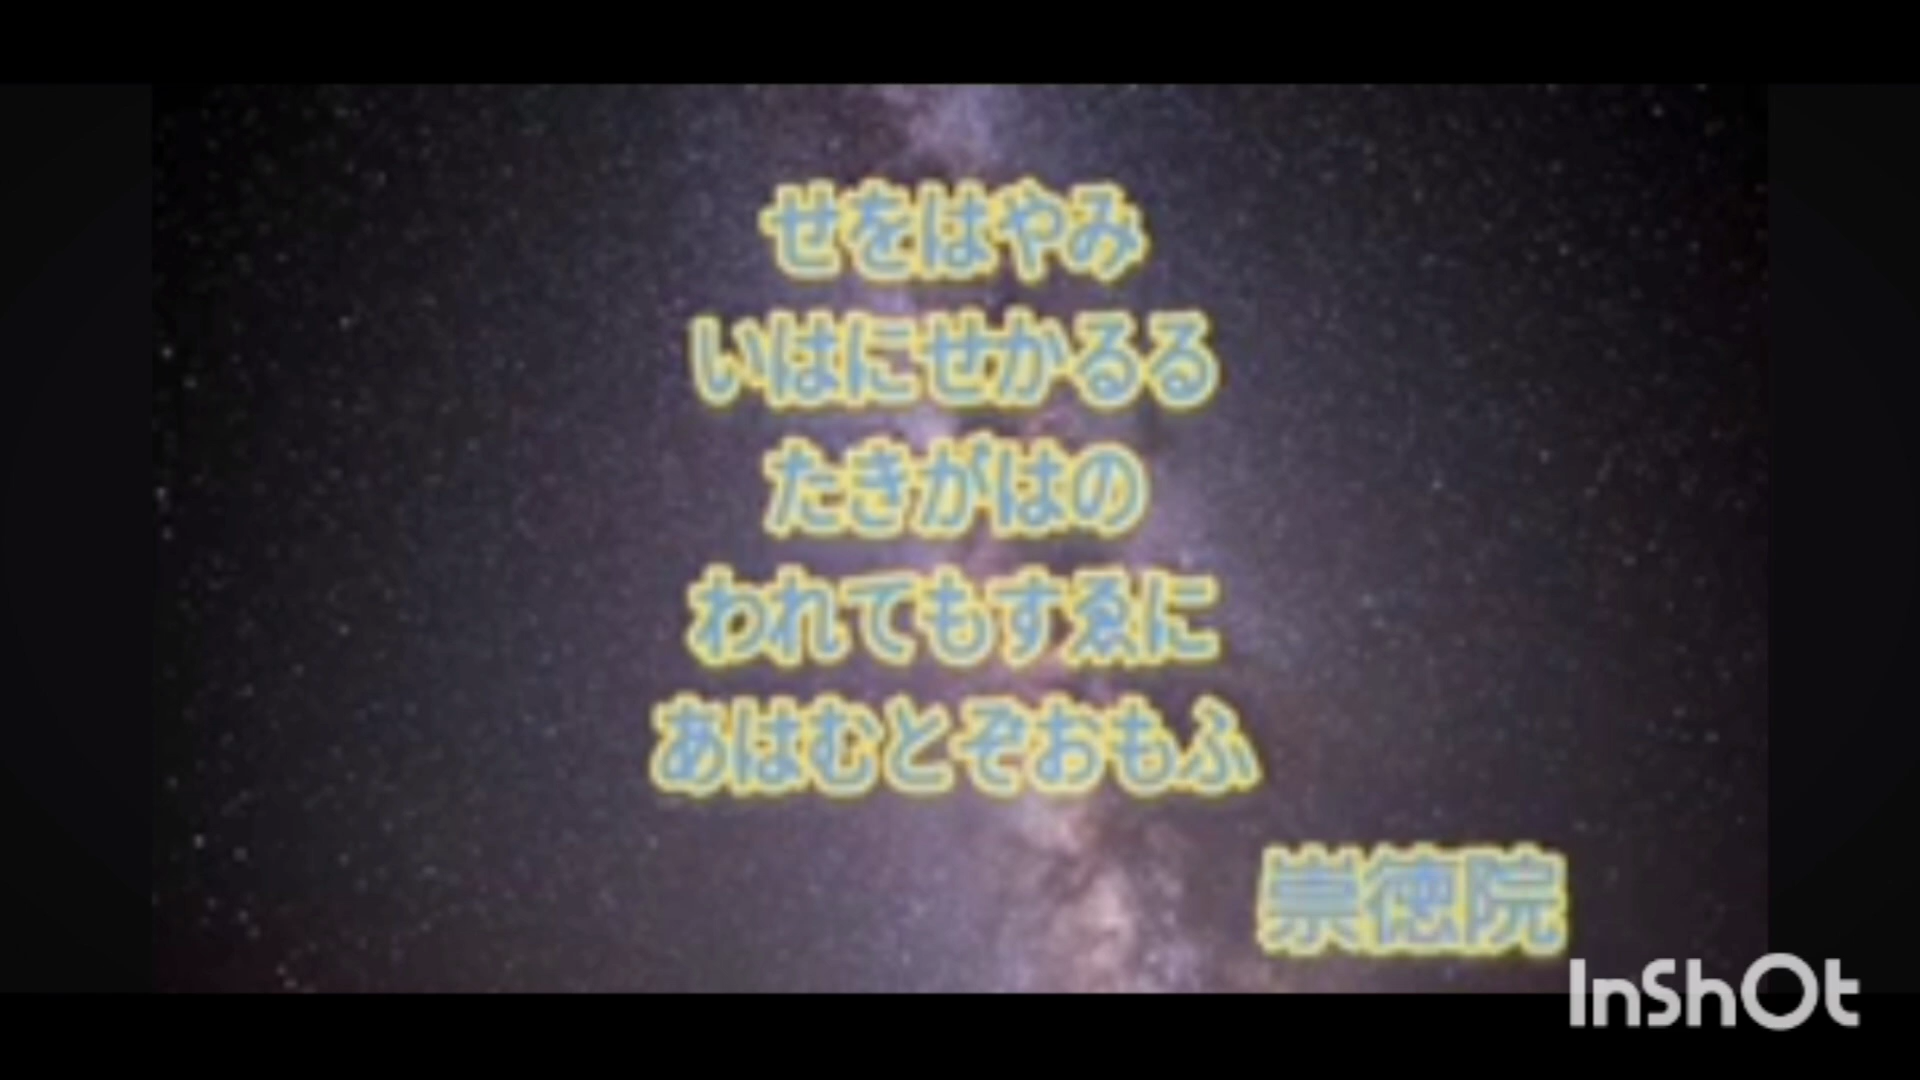 せをはやみ
いはにせかるる
たきがはの
われてもすゑに
あはむとぞおもふ
崇徳院
InShOt